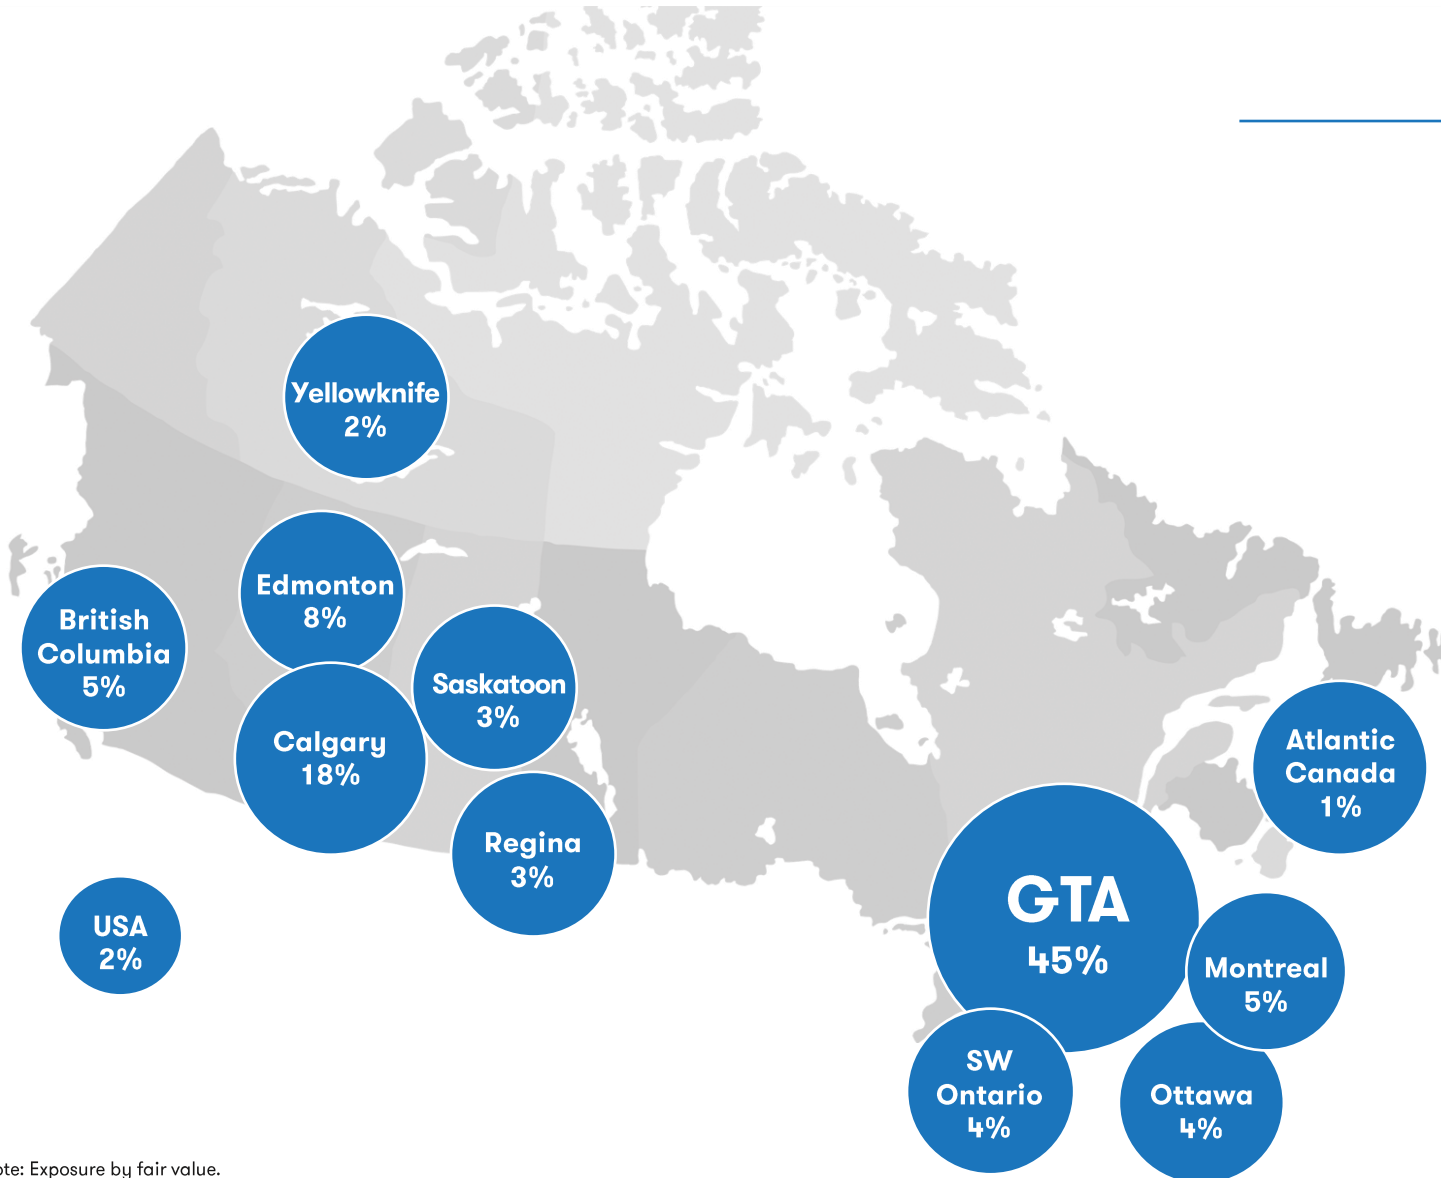 Yellowknife
2%
Edmonton
8%
British
Columbia
5%
Saskatoon
3%
Calgary
18%
Regina
3%
USA
2%
Atlantic
Canada
1%
GTA
45%
Montreal
5%
SW
Ontario
4%
Ottawa
4%
ote: Exposure by fair value.